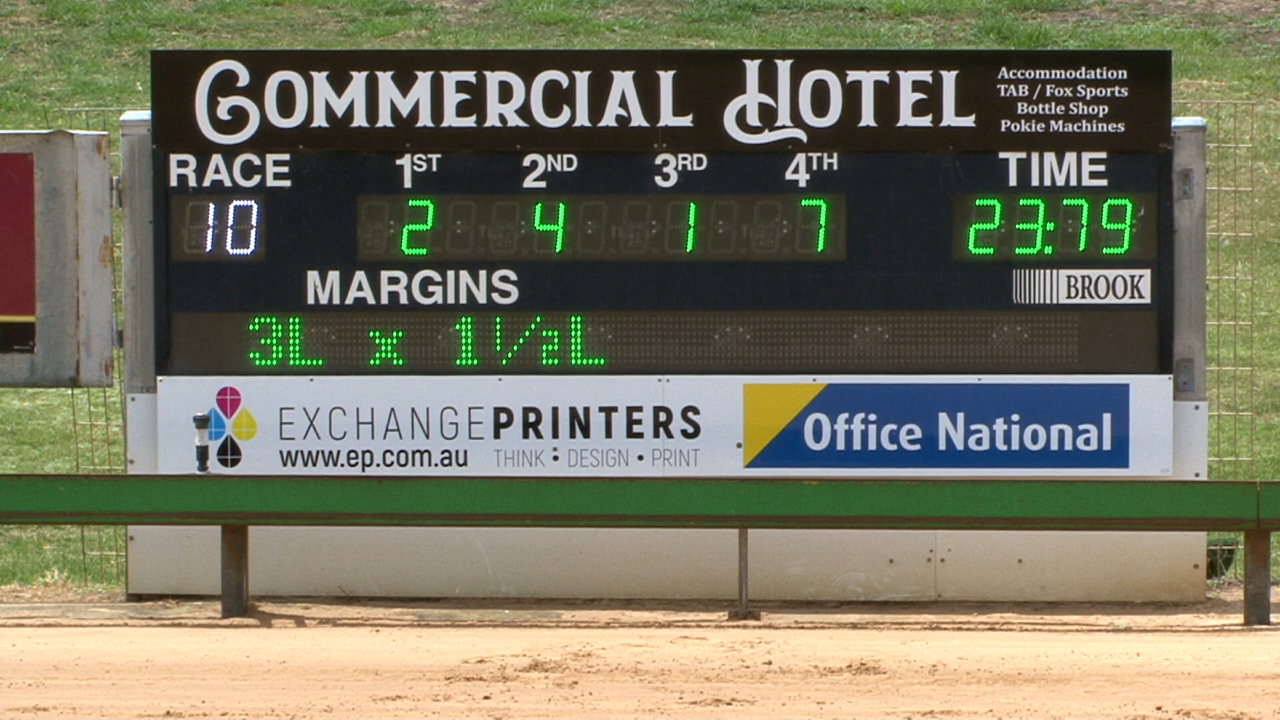 COMMERCIAL HOTEL
Accommodation
TAB / Fox Sports
Bottle Shop
Pokie Machines
RACE 1ST 2ND 3RD 4TH TIME
10 2 4 1 7 23:79
MARGINS
BROOK
3L x 1½L
EXCHANGEPRINTERS
www.ep.com.au THINK • DESIGN • PRINT
Office National